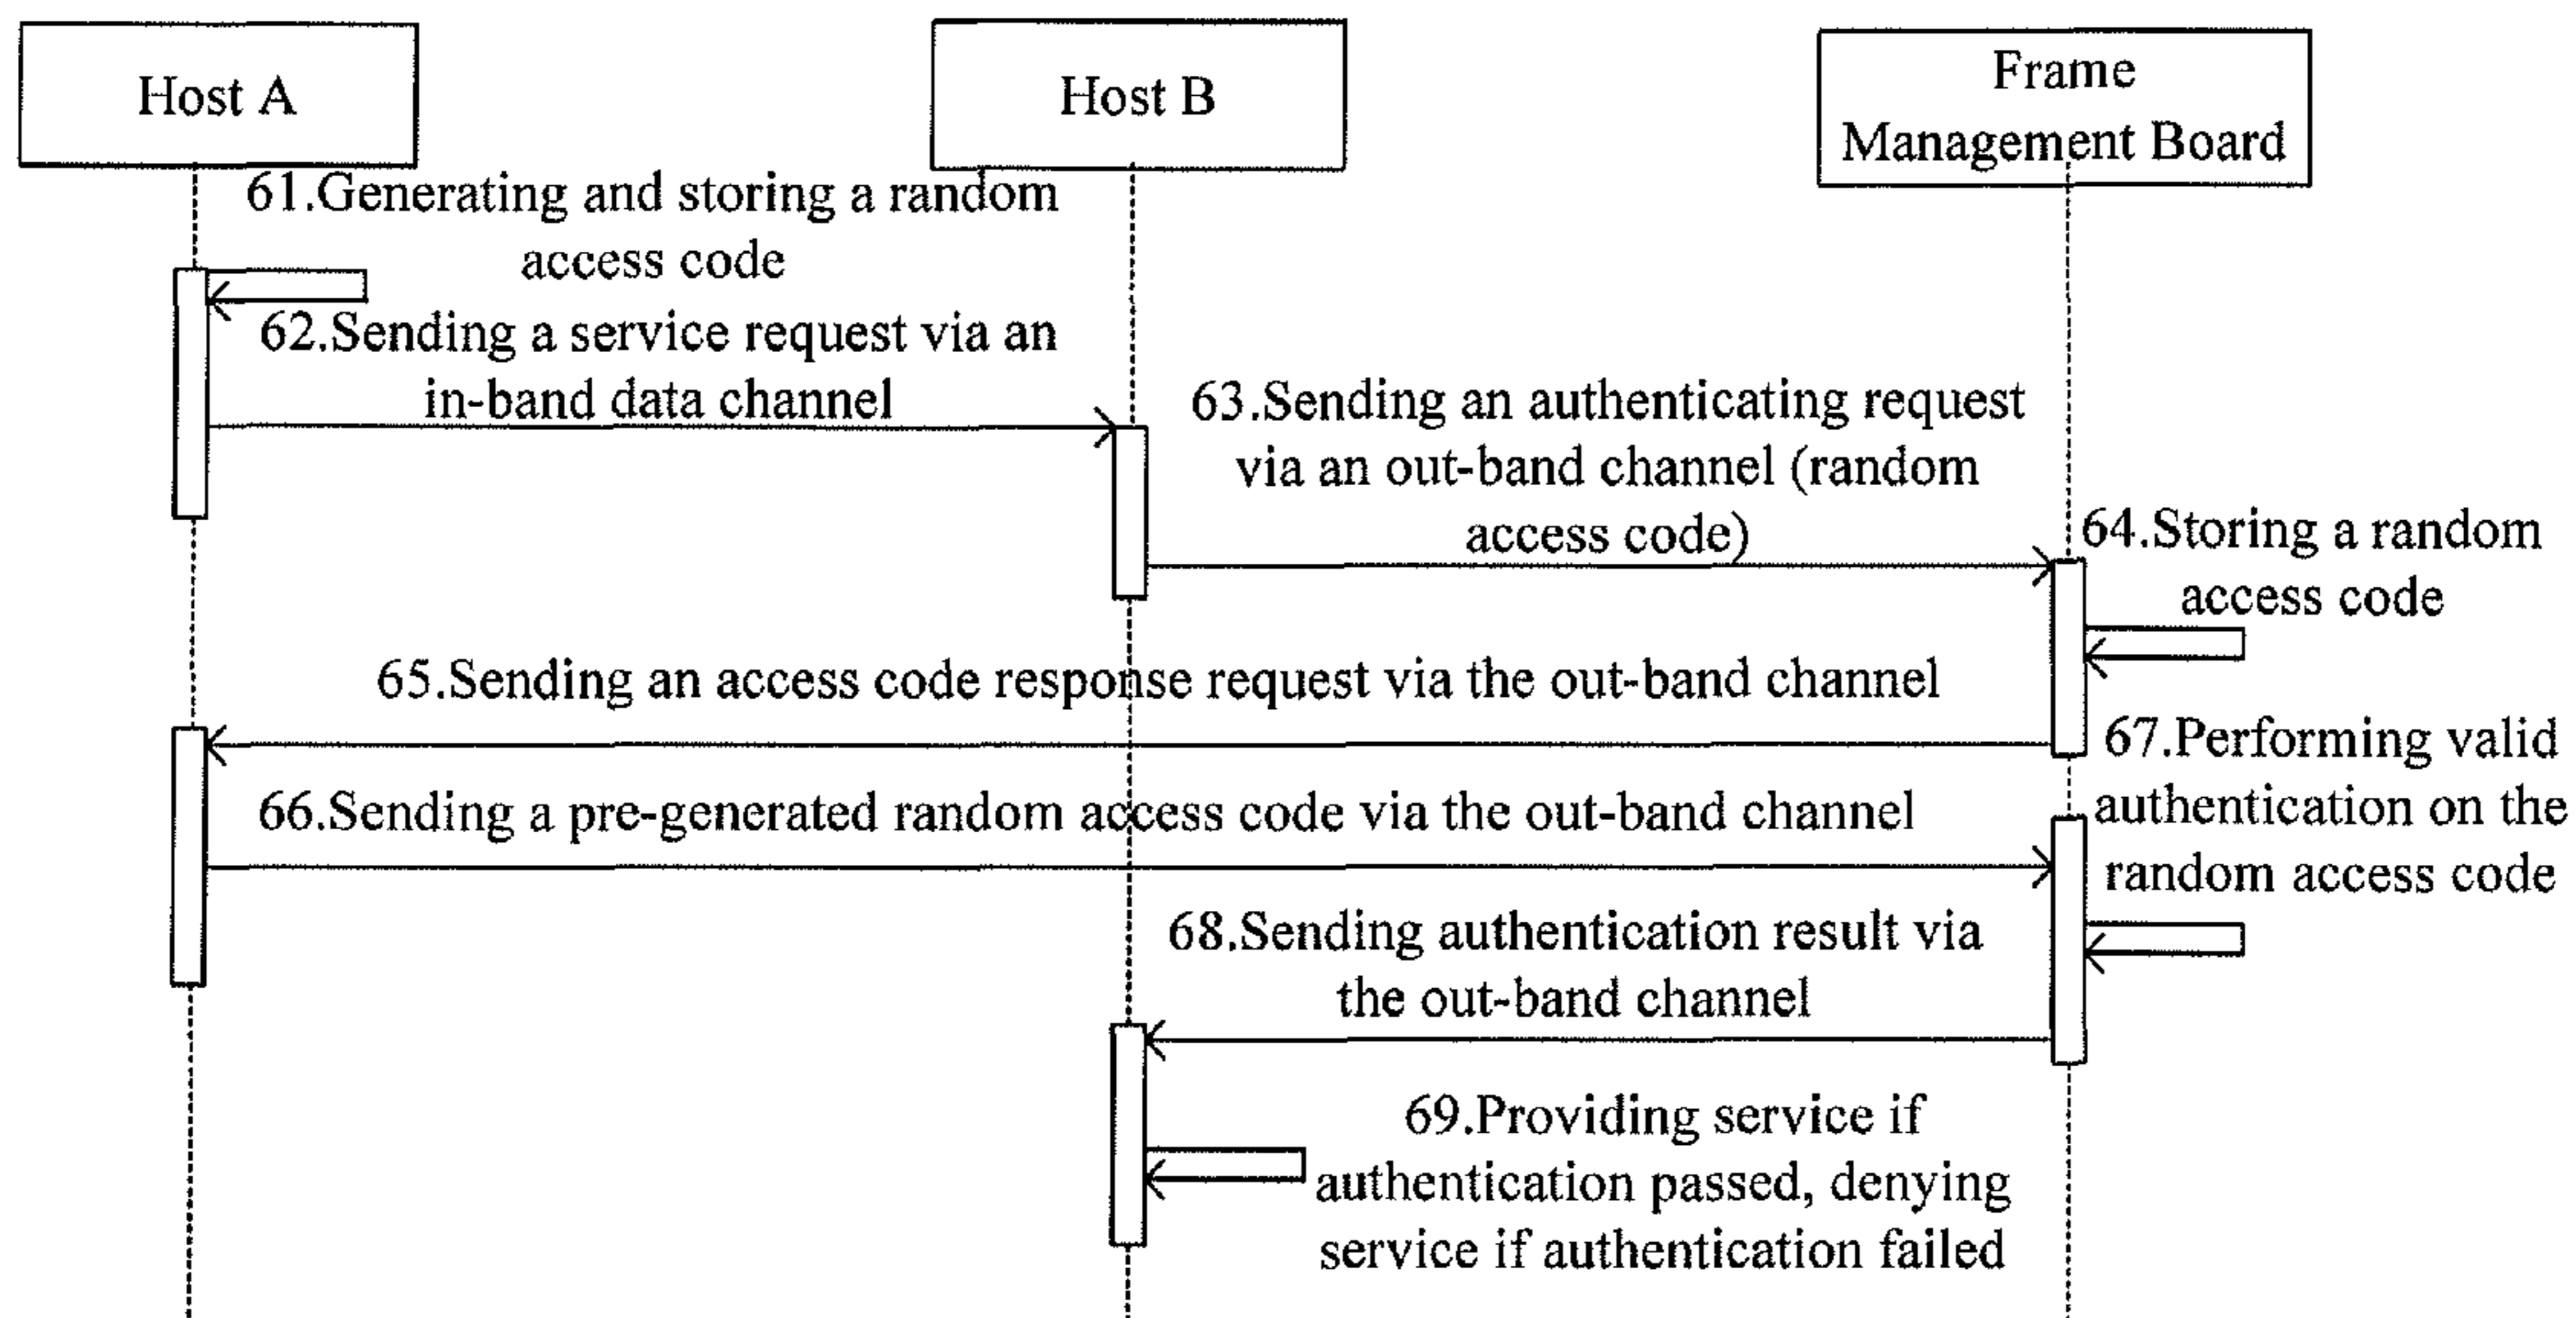 Host A
Host B
Frame
Management Board
61.Generating and storing a random
access code
62.Sending a service request via an
in-band data channel
63.Sending an authenticating request
via an out-band channel (random
access code)
64.Storing a random
access code
65.Sending an access code response request via the out-band channel
66.Sending a pre-generated random access code via the out-band channel
67.Performing valid
authentication on the
random access code
68.Sending authentication result via
the out-band channel
69.Providing service if
authentication passed, denying
service if authentication failed